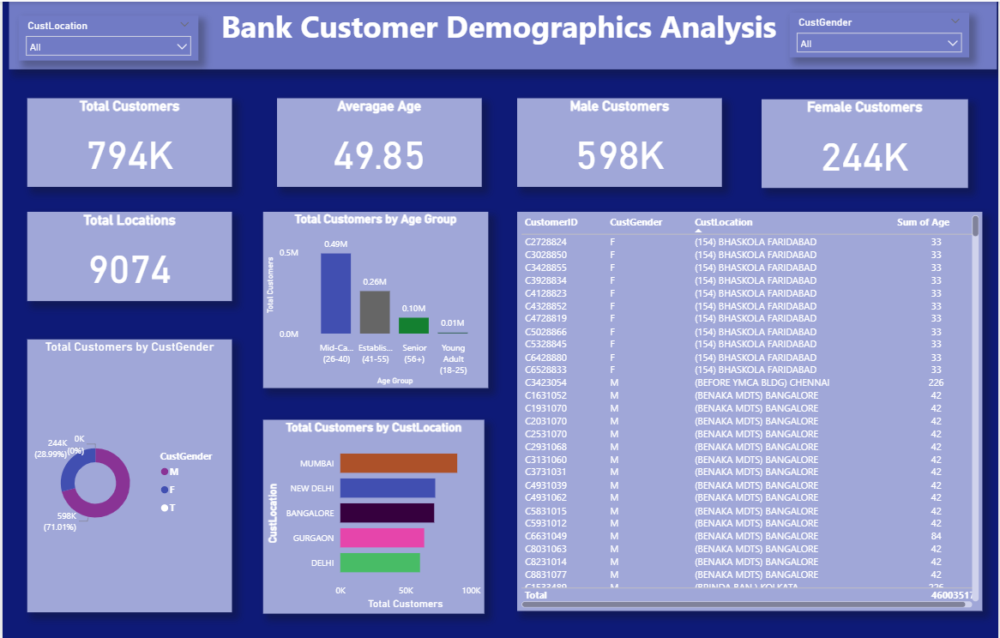 CustLocation
All
Bank Customer Demographics Analysis
CustGender
All
Total Customers
794K
Averagae Age
49.85
Male Customers
598K
Female Customers
244K
Total Locations
9074
Total Customers by Age Group
Total Customers
0.5M
0.0M
0.49M
0.26M
0.10M
0.01M
Mid-Ca... (26-40)
Establis... (41-55)
Senior (56+)
Young Adult (18-25)
Age Group
Total Customers by CustGender
0K
(0%)
244K
(28.99%)
598K
(71.01%)
CustGender
M
F
T
Total Customers by CustLocation
CustLocation
MUMBAI
NEW DELHI
BANGALORE
GURGAON
DELHI
0K 50K 100K
Total Customers
CustomerID CustGender CustLocation Sum of Age
C2728824 F (154) BHASKOLA FARIDABAD 33
C3028850 F (154) BHASKOLA FARIDABAD 33
C3428855 F (154) BHASKOLA FARIDABAD 33
C3928834 F (154) BHASKOLA FARIDABAD 33
C4128823 F (154) BHASKOLA FARIDABAD 33
C4328852 F (154) BHASKOLA FARIDABAD 33
C4728819 F (154) BHASKOLA FARIDABAD 33
C5028866 F (154) BHASKOLA FARIDABAD 33
C5328845 F (154) BHASKOLA FARIDABAD 33
C6428880 F (154) BHASKOLA FARIDABAD 33
C6528833 F (154) BHASKOLA FARIDABAD 33
C3423054 M (BEFORE YMCA BLDG) CHENNAI 226
C1631052 M (BENAKA MDTS) BANGALORE 42
C1931070 M (BENAKA MDTS) BANGALORE 42
C2031070 M (BENAKA MDTS) BANGALORE 42
C2531070 M (BENAKA MDTS) BANGALORE 42
C2931068 M (BENAKA MDTS) BANGALORE 42
C3131060 M (BENAKA MDTS) BANGALORE 42
C3731031 M (BENAKA MDTS) BANGALORE 42
C4931039 M (BENAKA MDTS) BANGALORE 42
C4931062 M (BENAKA MDTS) BANGALORE 42
C5831015 M (BENAKA MDTS) BANGALORE 42
C5931012 M (BENAKA MDTS) BANGALORE 42
C6631049 M (BENAKA MDTS) BANGALORE 84
C8031063 M (BENAKA MDTS) BANGALORE 42
C8231014 M (BENAKA MDTS) BANGALORE 42
C8831077 M (BENAKA MDTS) BANGALORE 42
Total 46003517